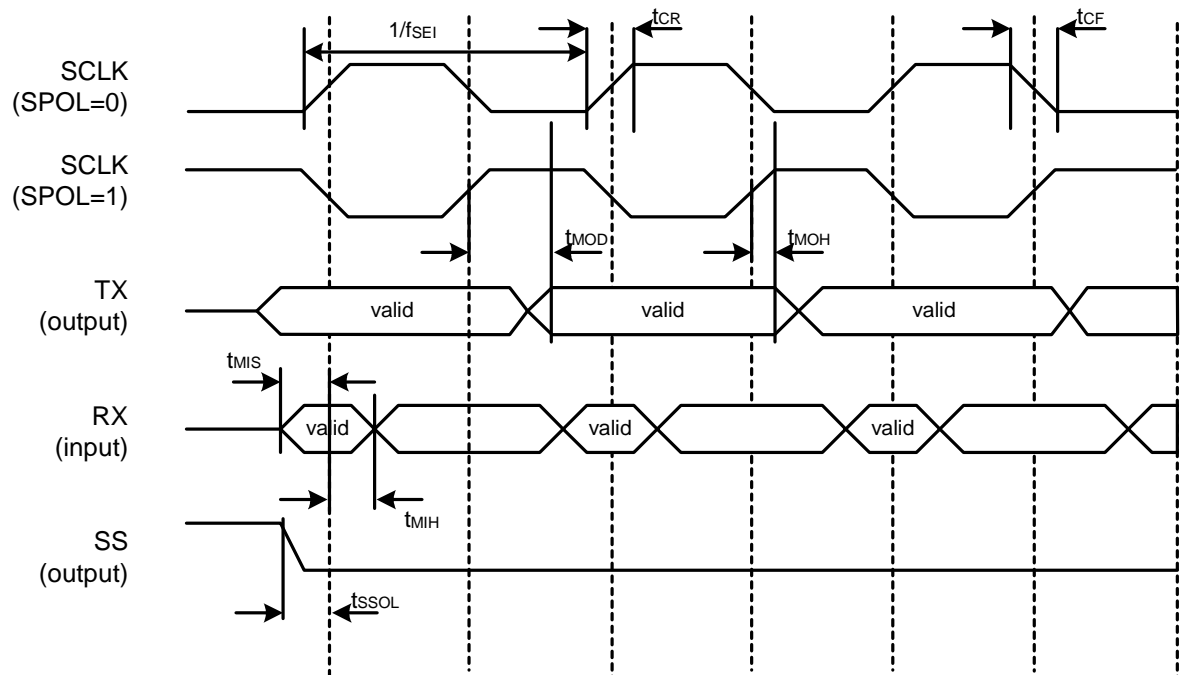 tCR
tCF
1/fSEI
SCLK
(SPOL=0)
SCLK
(SPOL=1)
tMOD
tMOH
TX
(output)
valid
valid
valid
tMIS
RX
(input)
valid
valid
valid
tMIH
SS
(output)
tSSOL